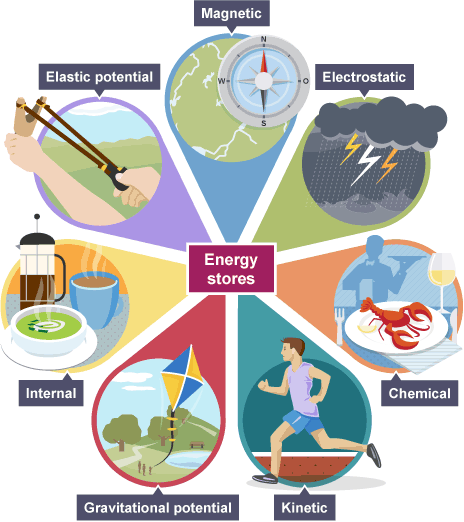 Magnetic
N
W
O
S
Elastic potential
Electrostatic
Energy
stores
Internal
Chemical
Gravitational potential
Kinetic